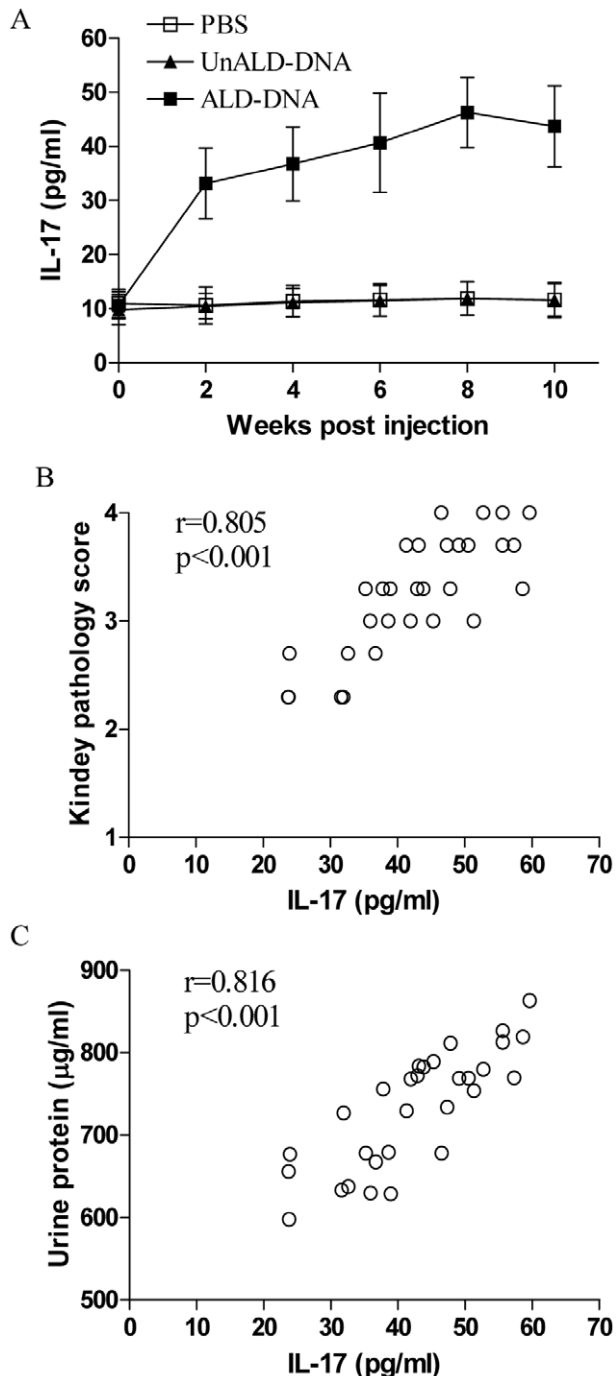 A
PBS
UnALD-DNA
ALD-DNA
60
50
40
30
20
10
0
IL-17 (pg/ml)
0 2 4 6 8 10
Weeks post injection
B
r=0.805
p<0.001
4
3
2
1
Kindey pathology score
0 10 20 30 40 50 60 70
IL-17 (pg/ml)
C
r=0.816
p<0.001
900
800
700
600
500
Urine protein (μg/ml)
0 10 20 30 40 50 60 70
IL-17 (pg/ml)